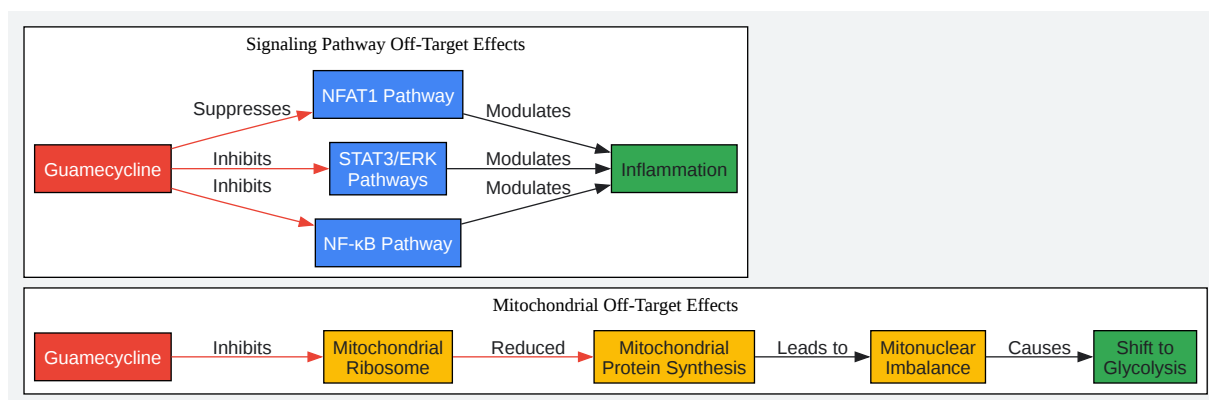 Signaling Pathway Off-Target Effects
NFAT1 Pathway
Suppresses
Modulates
Guamecycline
Inhibits
STAT3/ERK
Pathways
Modulates
Inflammation
Inhibits
Modulates
NF-κB Pathway
Mitochondrial Off-Target Effects
Guamecycline
Inhibits
Mitochondrial
Ribosome
Reduced
Mitochondrial
Protein Synthesis
Leads to
Mitonuclear
Imbalance
Causes
Shift to
Glycolysis